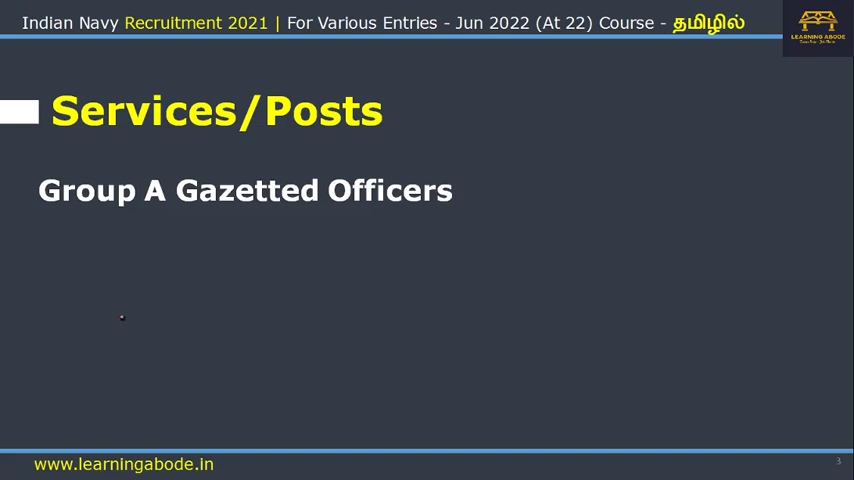 Indian Navy Recruitment 2021 | For Various Entries - Jun 2022 (At 22) Course - தமிழில்
LEARNING ABODE
Services/Posts
Group A Gazetted Officers
www.learningabode.in
3